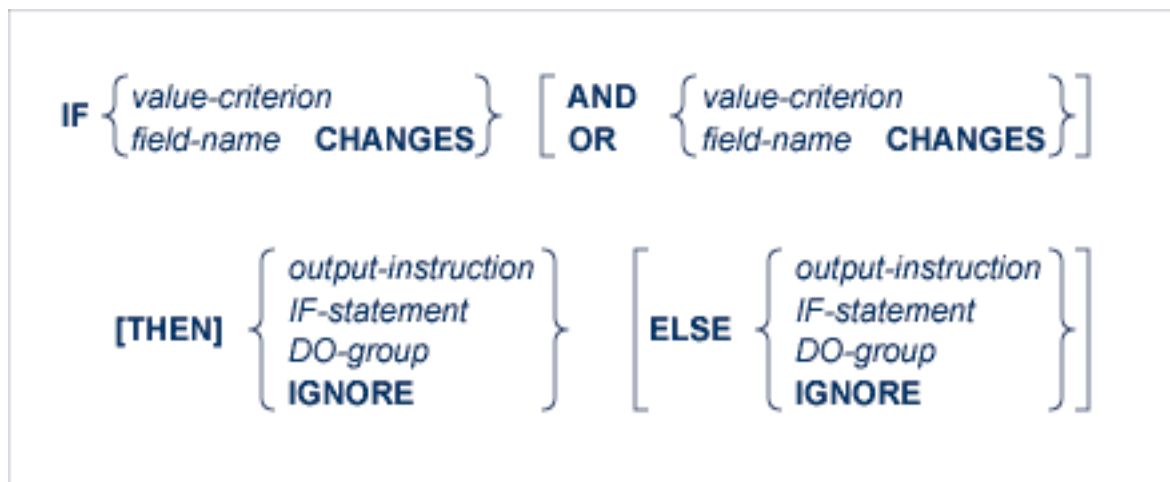 value-criterion [ AND value-criterion
IF { field-name CHANGES } OR { field-name CHANGES } ]
output-instruction output-instruction
IF-statement IF-statement
[THEN] { DO-group } [ ELSE { DO-group } ]
IGNORE IGNORE